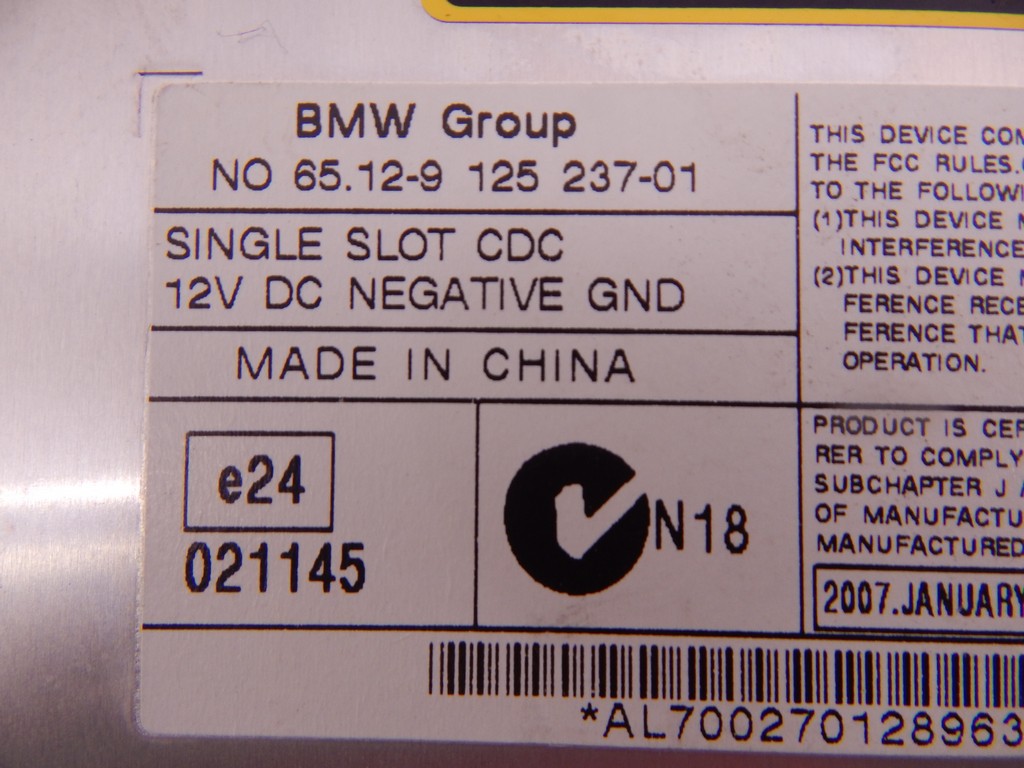 BMW Group
NO 65.12-9 125 237-01
SINGLE SLOT CDC
12V DC NEGATIVE GND
MADE IN CHINA
e24
021145
N18
THIS DEVICE COM
THE FCC RULES.
TO THE FOLLOWI
(1)THIS DEVICE
INTERFERENCE
(2)THIS DEVICE
FERENCE RECE
FERENCE THAT
OPERATION.
PRODUCT IS CER
RER TO COMPLY
SUBCHAPTER J
OF MANUFACTU
MANUFACTURED
2007.JANUARY
*AL700270128963